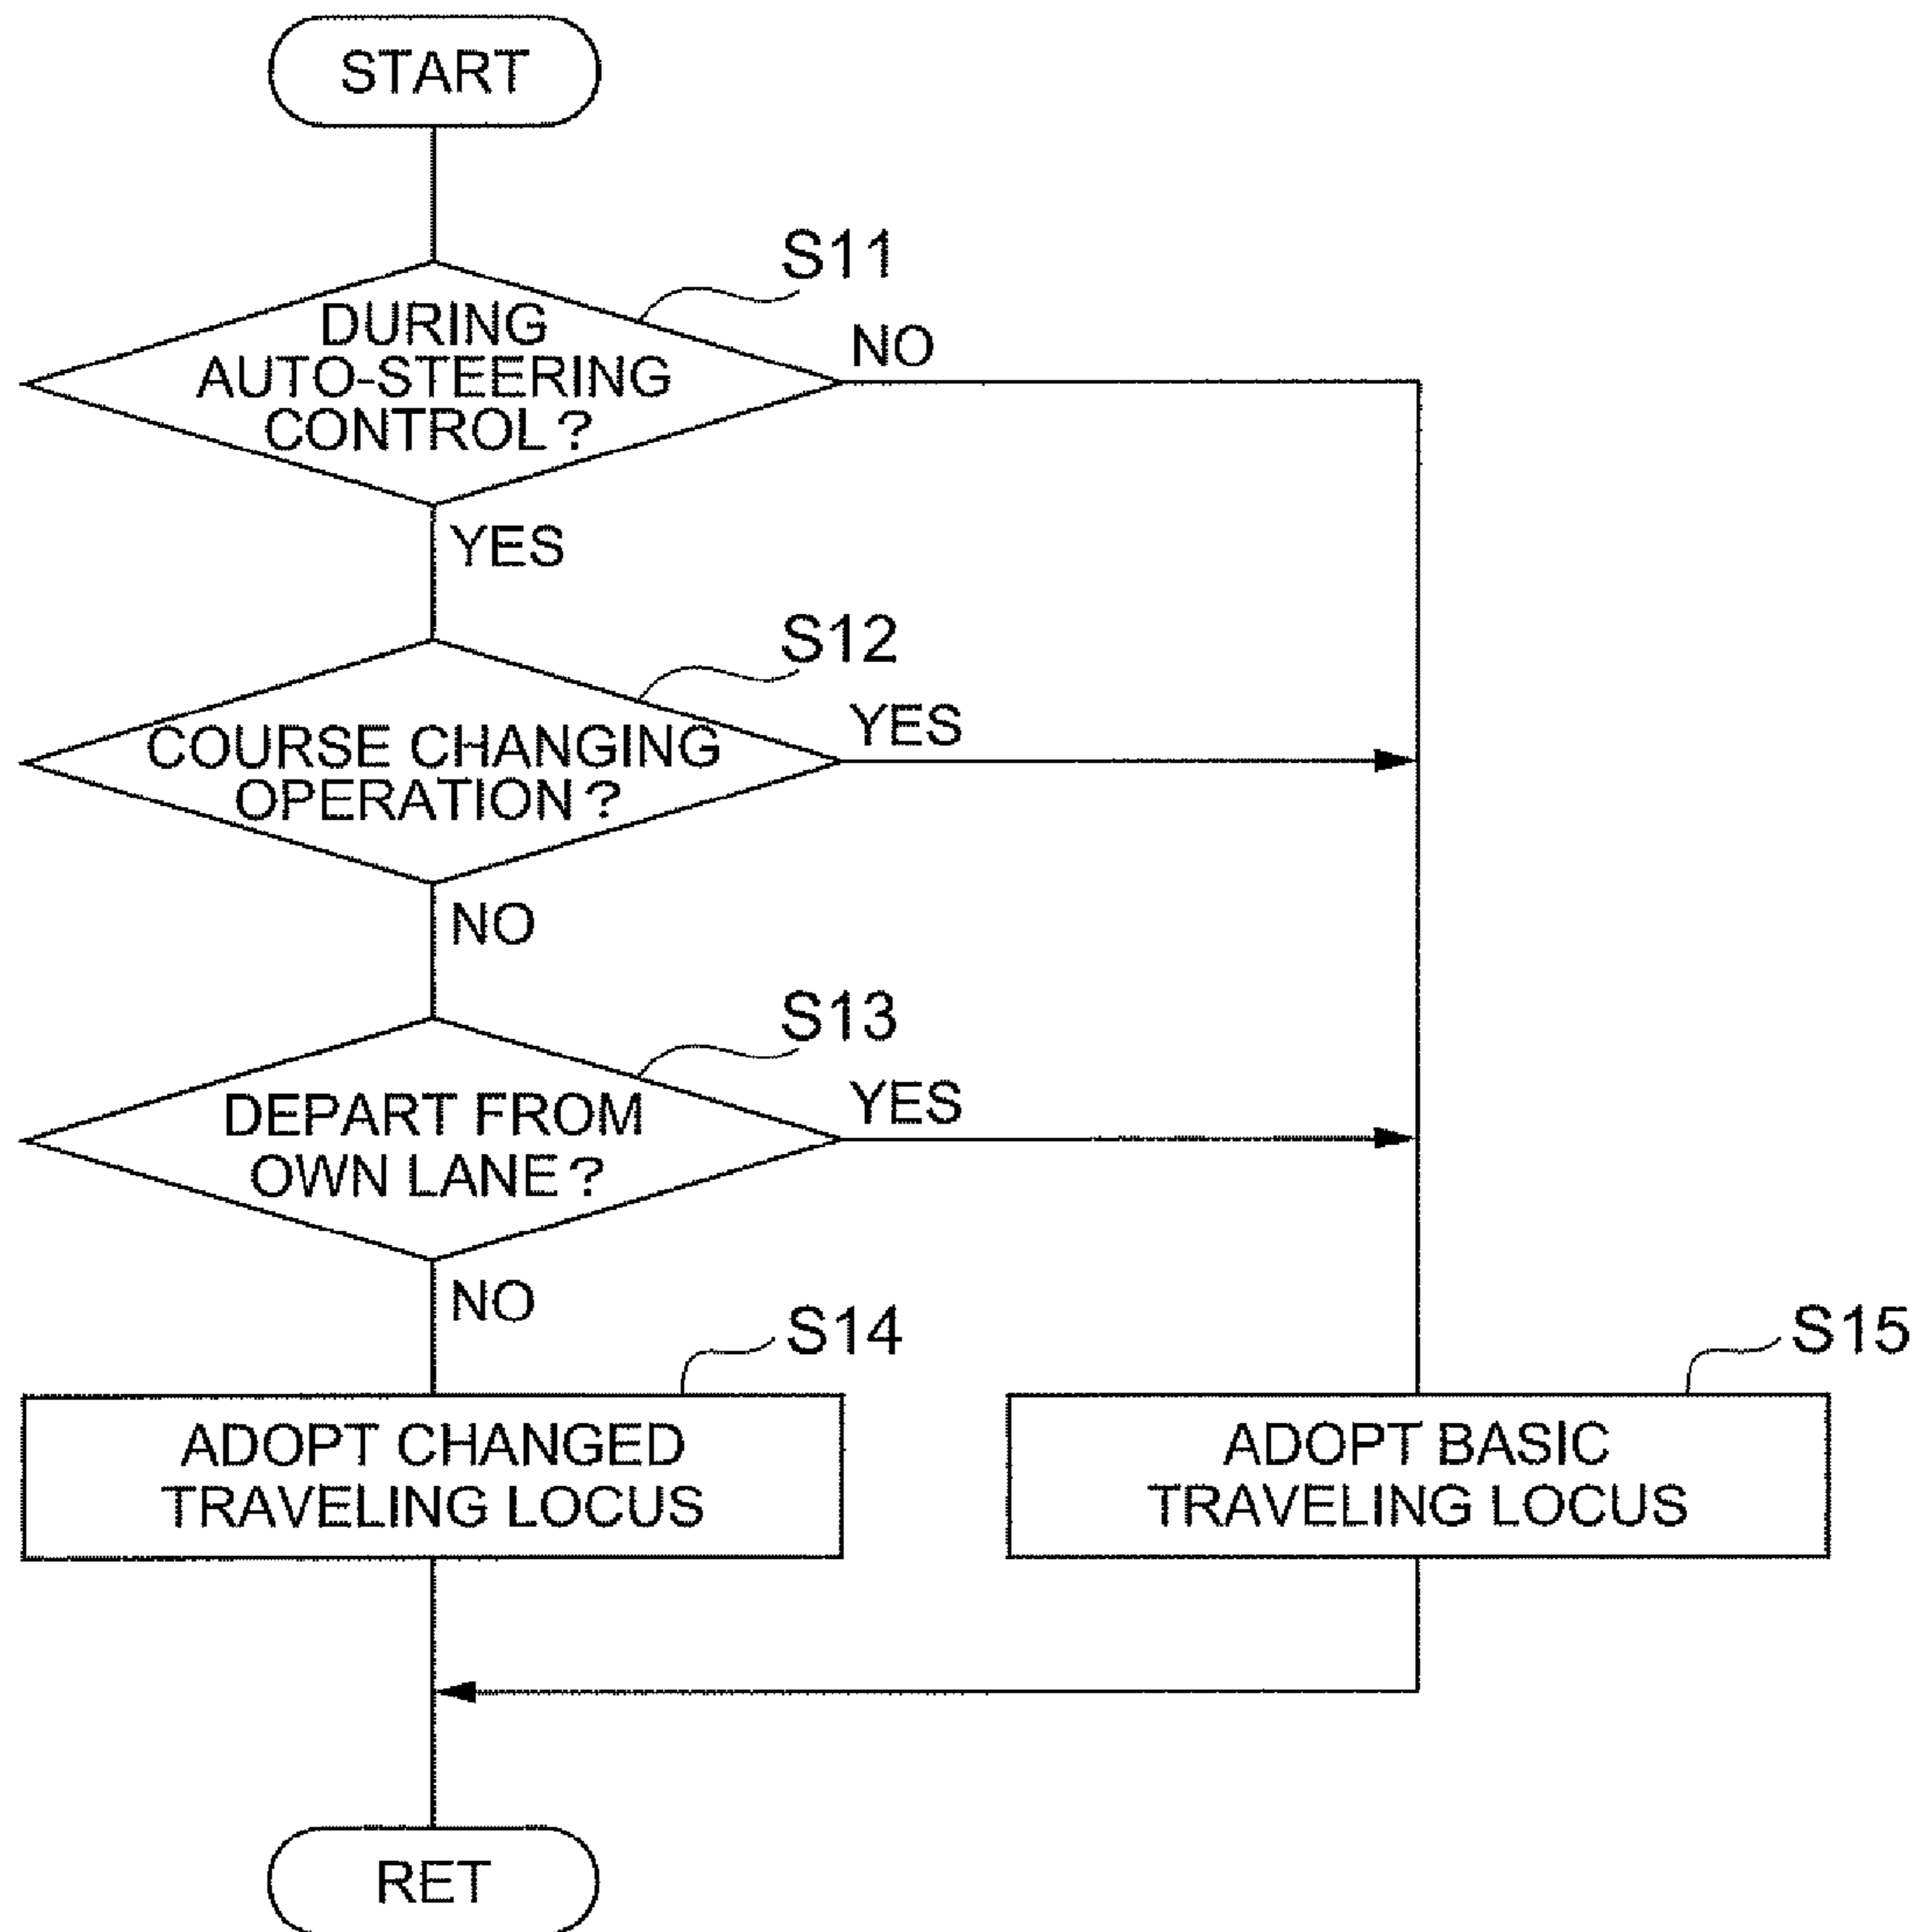 START
S11
DURING
AUTO-STEERING
CONTROL?
NO
YES
S12
COURSE CHANGING
OPERATION?
YES
NO
S13
DEPART FROM
OWN LANE?
YES
NO
S14
ADOPT CHANGED
TRAVELING LOCUS
S15
ADOPT BASIC
TRAVELING LOCUS
RET